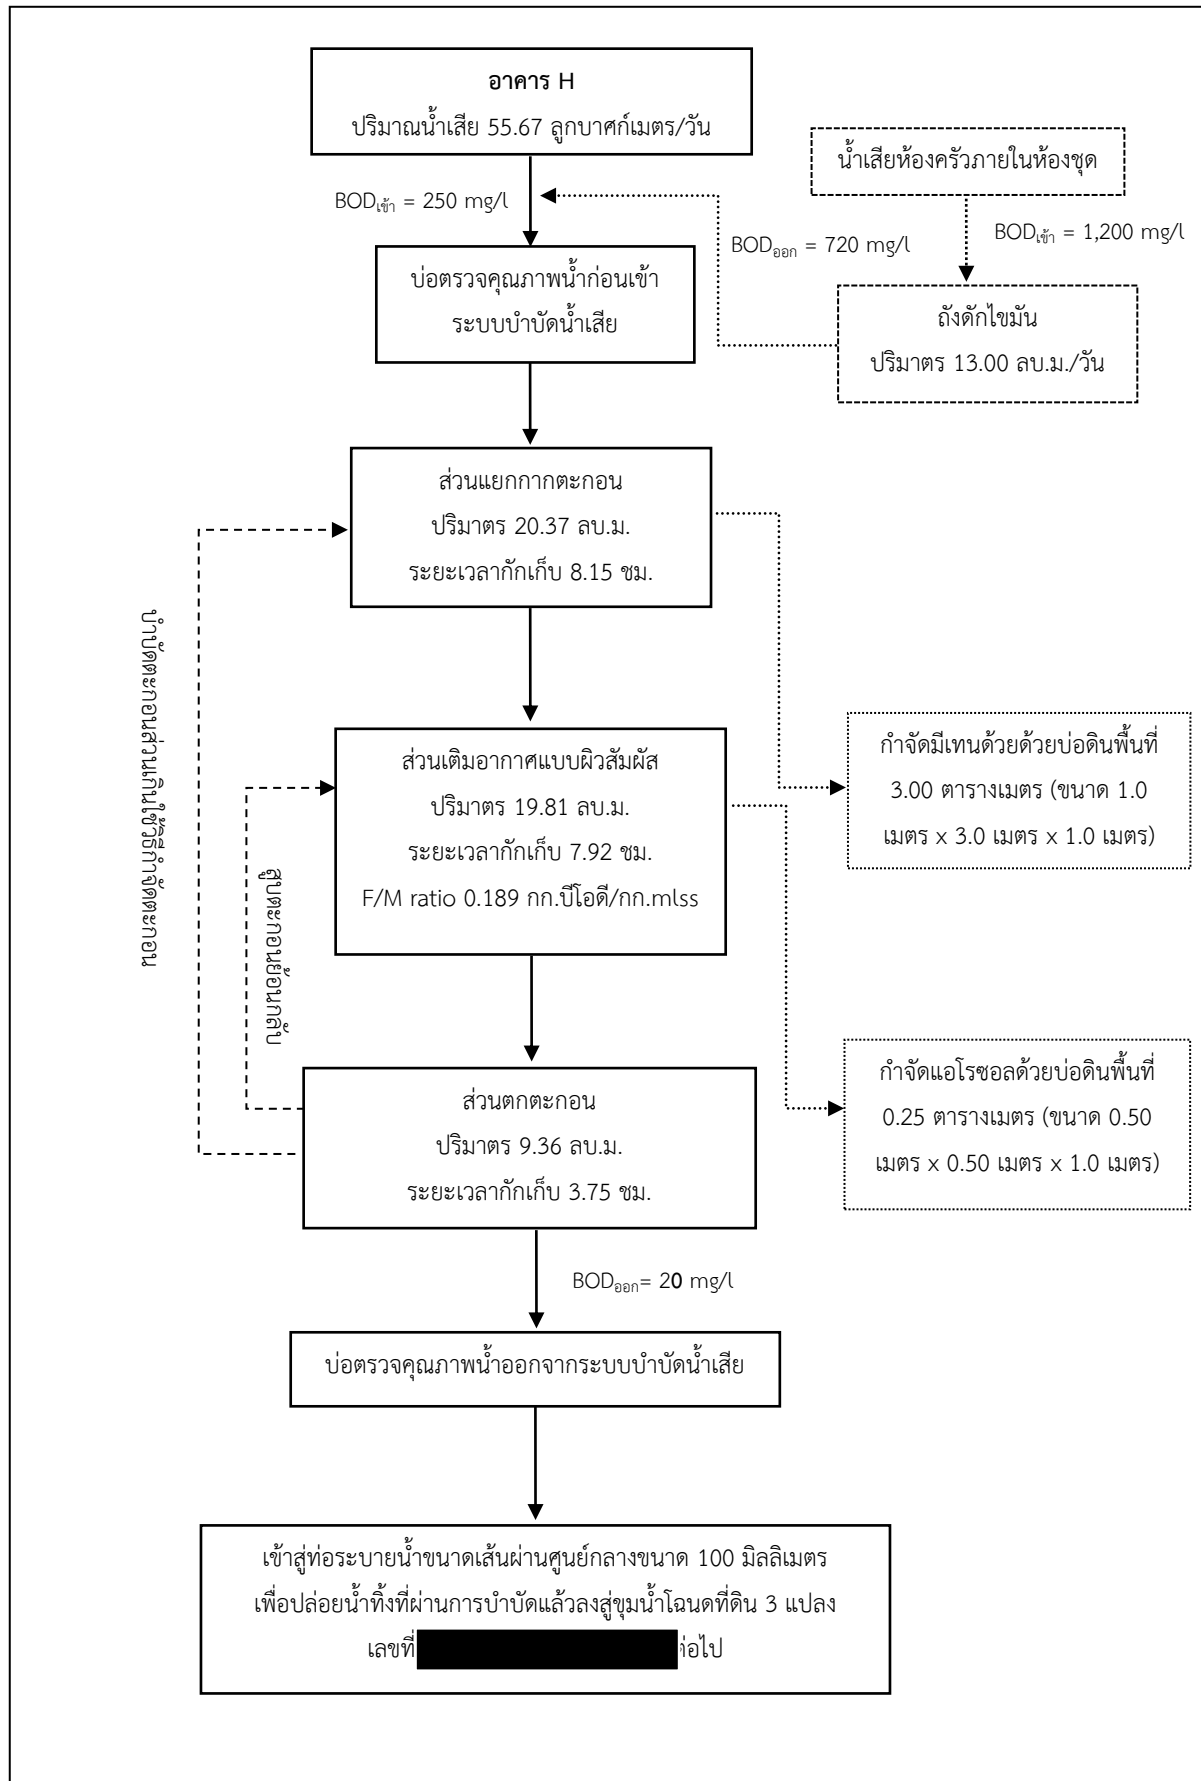 อาคาร H
ปริมาณน้ำเสีย 55.67 ลูกบาศก์เมตร/วัน
น้ำเสียห้องครัวภายในห้องชุด
BODเข้า = 250 mg/l
BODออก = 720 mg/l
BODเข้า = 1,200 mg/l
บ่อตรวจคุณภาพน้ำก่อนเข้า
ระบบบำบัดน้ำเสีย
ถังดักไขมัน
ปริมาตร 13.00 ลบ.ม./วัน
ส่วนแยกกากตะกอน
ปริมาตร 20.37 ลบ.ม.
ระยะเวลากักเก็บ 8.15 ชม.
บำบัดตะกอนส่วนเกินใช้วิธีกำจัดตะกอน
ส่วนเติมอากาศแบบผิวสัมผัส
ปริมาตร 19.81 ลบ.ม.
ระยะเวลากักเก็บ 7.92 ชม.
F/M ratio 0.189 กก.บีโอดี/กก.mlss
กำจัดมีเทนด้วยด้วยบ่อดินพื้นที่
3.00 ตารางเมตร (ขนาด 1.0
เมตร x 3.0 เมตร x 1.0 เมตร)
สูบตะกอนย้อนกลับ
ส่วนตกตะกอน
ปริมาตร 9.36 ลบ.ม.
ระยะเวลากักเก็บ 3.75 ชม.
กำจัดแอโรซอลด้วยบ่อดินพื้นที่
0.25 ตารางเมตร (ขนาด 0.50
เมตร x 0.50 เมตร x 1.0 เมตร)
BODออก= 20 mg/l
บ่อตรวจคุณภาพน้ำออกจากระบบบำบัดน้ำเสีย
เข้าสู่ท่อระบายน้ำขนาดเส้นผ่านศูนย์กลางขนาด 100 มิลลิเมตร
เพื่อปล่อยน้ำทิ้งที่ผ่านการบำบัดแล้วลงสู่ขุมน้ำโฉนดที่ดิน 3 แปลง
เลขที่ ต่อไป